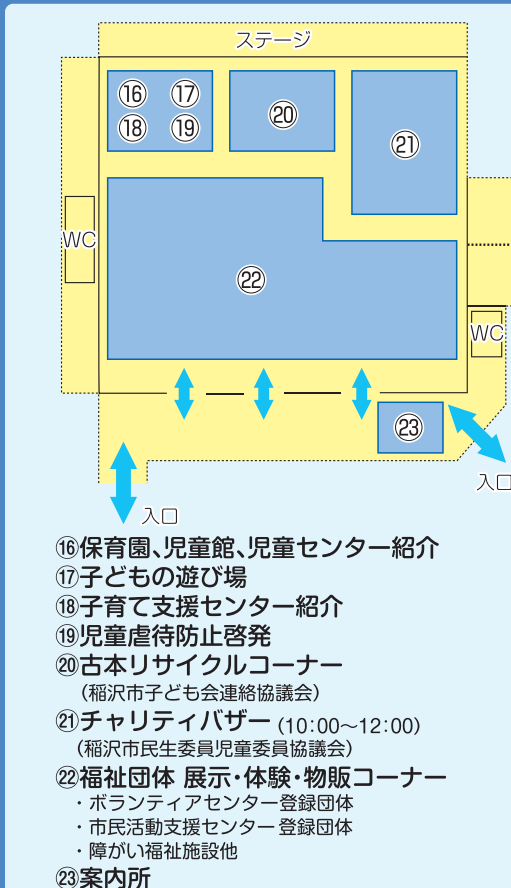 ステージ
⑯ ⑰
⑱ ⑲
⑳
㉑
WC
㉒
WC
㉓
入口
入口
⑯保育園、児童館、児童センター紹介
⑰子どもの遊び場
⑱子育て支援センター紹介
⑲児童虐待防止啓発
⑳古本リサイクルコーナー
（稲沢市子ども会連絡協議会）
㉑チャリティバザー（10：00～12：00）
（稲沢市民生委員児童委員協議会）
㉒福祉団体 展示・体験・物販コーナー
・ボランティアセンター登録団体
・市民活動支援センター登録団体
・障がい福祉施設他
㉓案内所